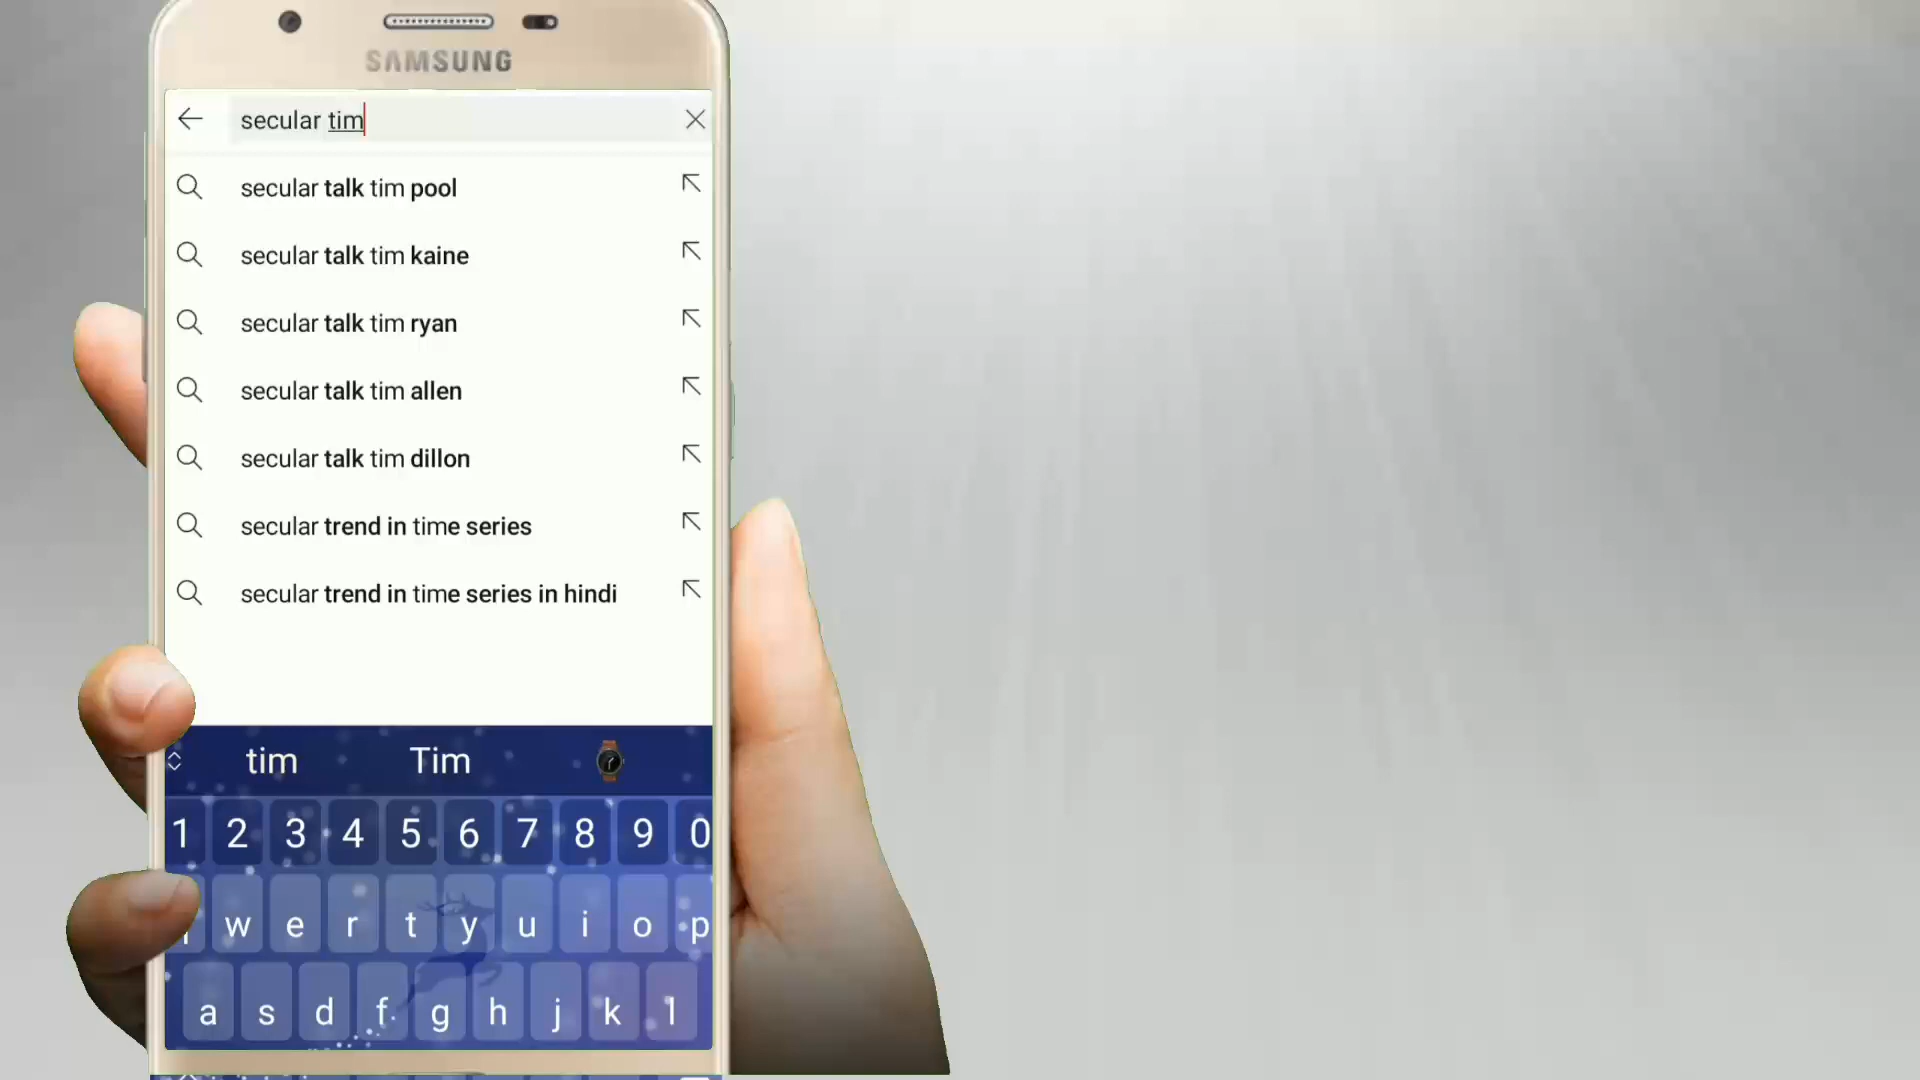 SAMSUNG
secular tim
secular talk tim pool
secular talk tim kaine
secular talk tim ryan
secular talk tim allen
secular talk tim dillon
secular trend in time series
secular trend in time series in hindi
tim Tim
1 2 3 4 5 6 7 8 9 0
w e r t y u i o p
a s d f g h j k l